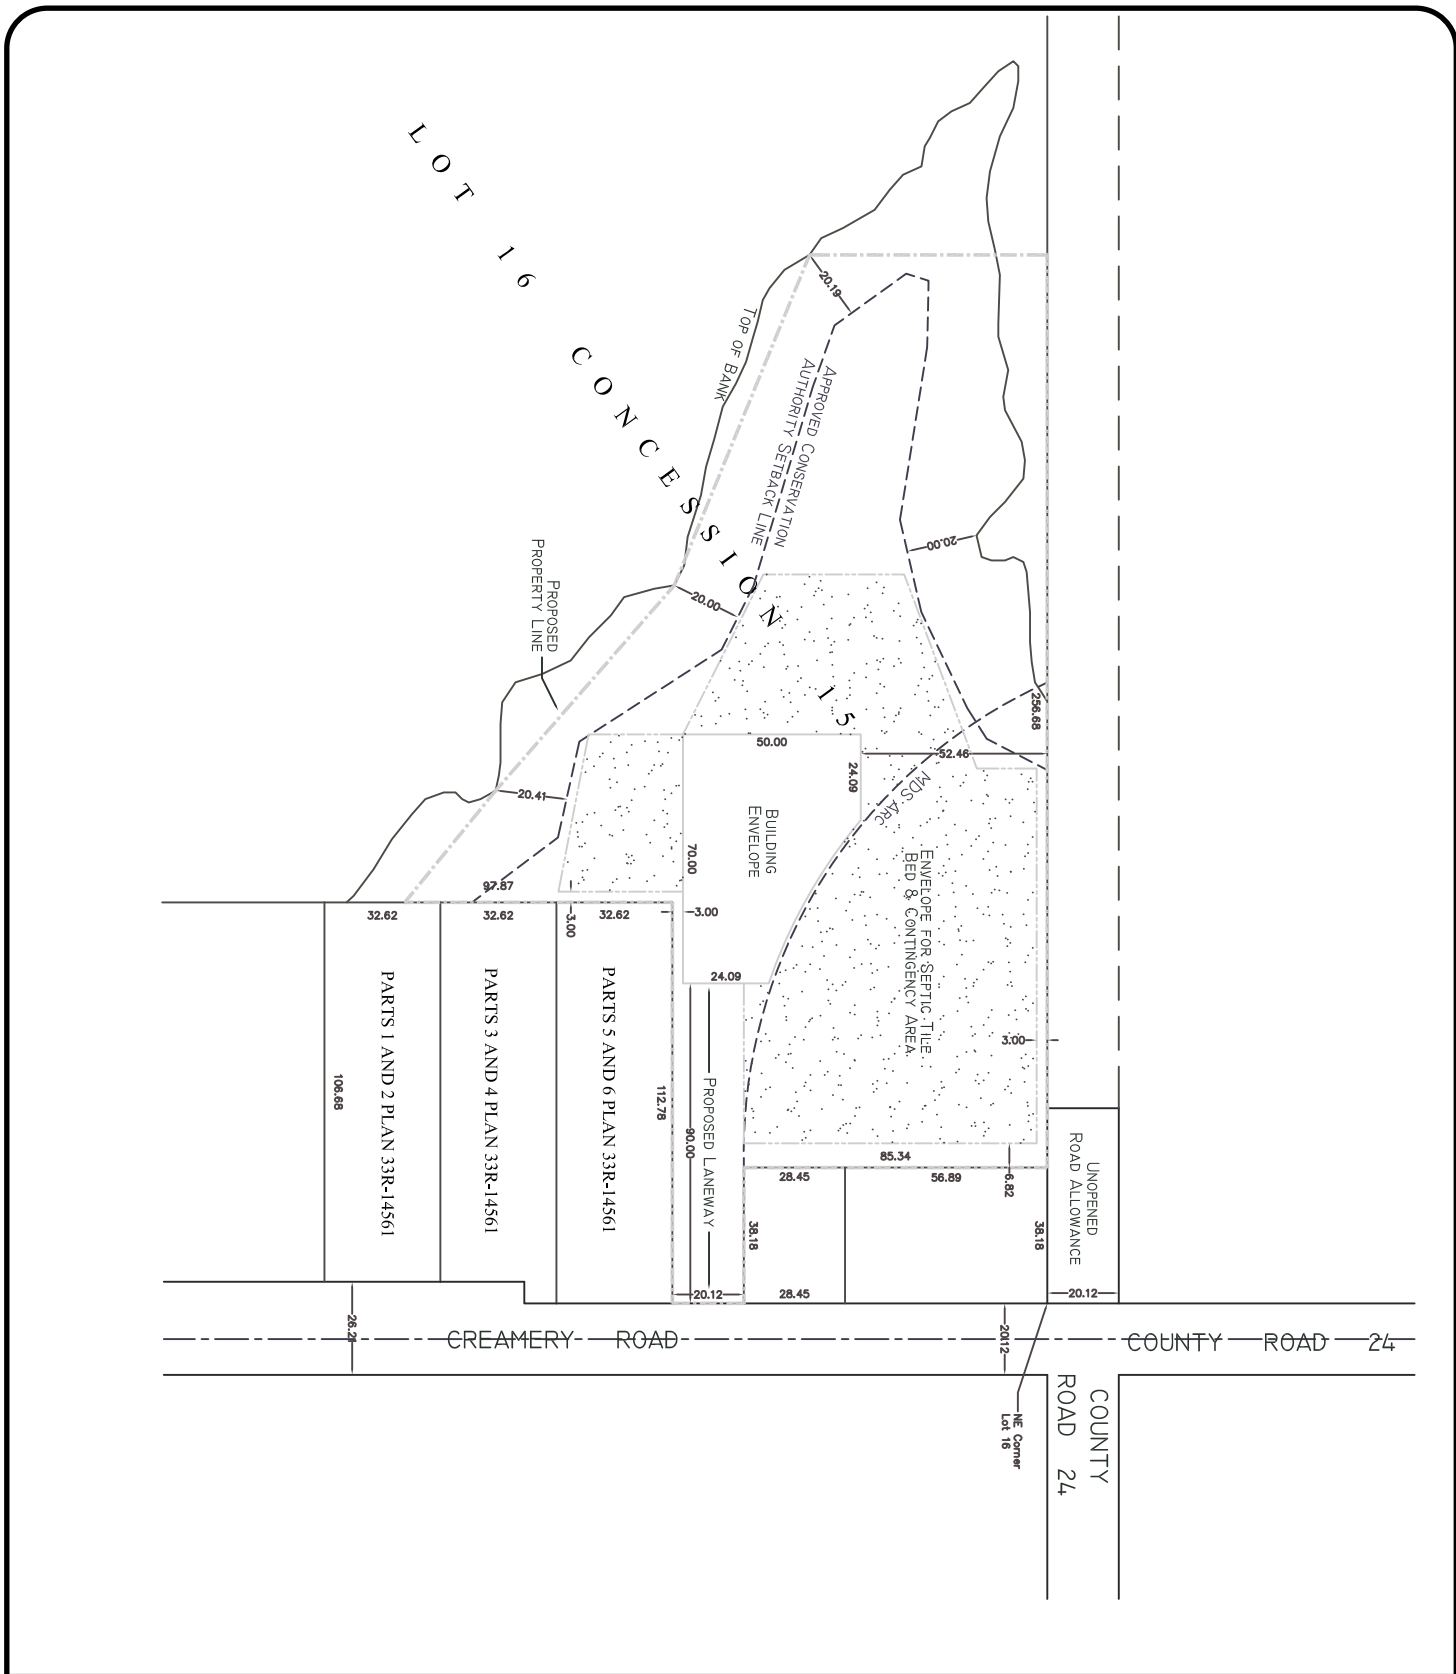 LOT 16 CONCESSION 15
20.19
TOP OF BANK
APPROVED CONSERVATION
AUTHORITY SETBACK LINE
20.00
20.00
PROPOSED
PROPERTY LINE
256.68
50.00
52.46
24.09
MDS ARC
20.41
BUILDING
ENVELOPE
70.00
ENVELOPE FOR SEPTIC TILE
BED & CONTINGENCY AREA
97.87
32.62
32.62
32.62
3.00
3.00
24.09
3.00
PARTS 1 AND 2 PLAN 33R-14561
PARTS 3 AND 4 PLAN 33R-14561
PARTS 5 AND 6 PLAN 33R-14561
106.68
112.78
90.00
PROPOSED LANEWAY
85.34
28.45
56.89
6.82
UNOPENED
ROAD ALLOWANCE
38.18
38.18
20.12
28.45
20.12
26.21
CREAMERY ROAD
20.12
COUNTY ROAD 24
NE Corner
Lot 16
COUNTY
ROAD 24